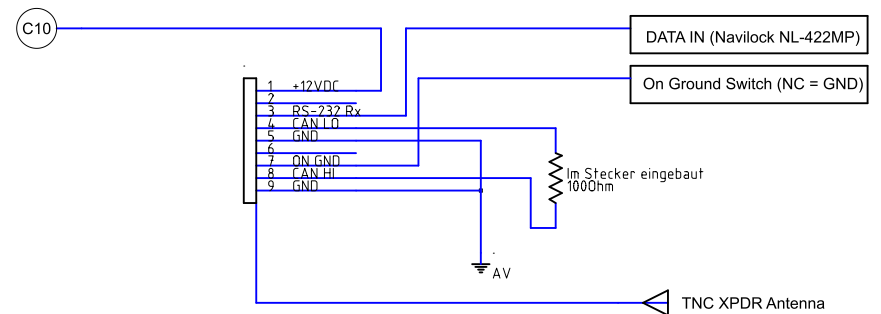 C10
DATA IN (Navilock NL-422MP)
On Ground Switch (NC = GND)
1 +12VDC
2
3 RS-232 Rx
4 CAN LO
5 GND
6
7 ON GND
8 CAN HI
9 GND
Im Stecker eingebaut
100Ohm
AV
TNC XPDR Antenna